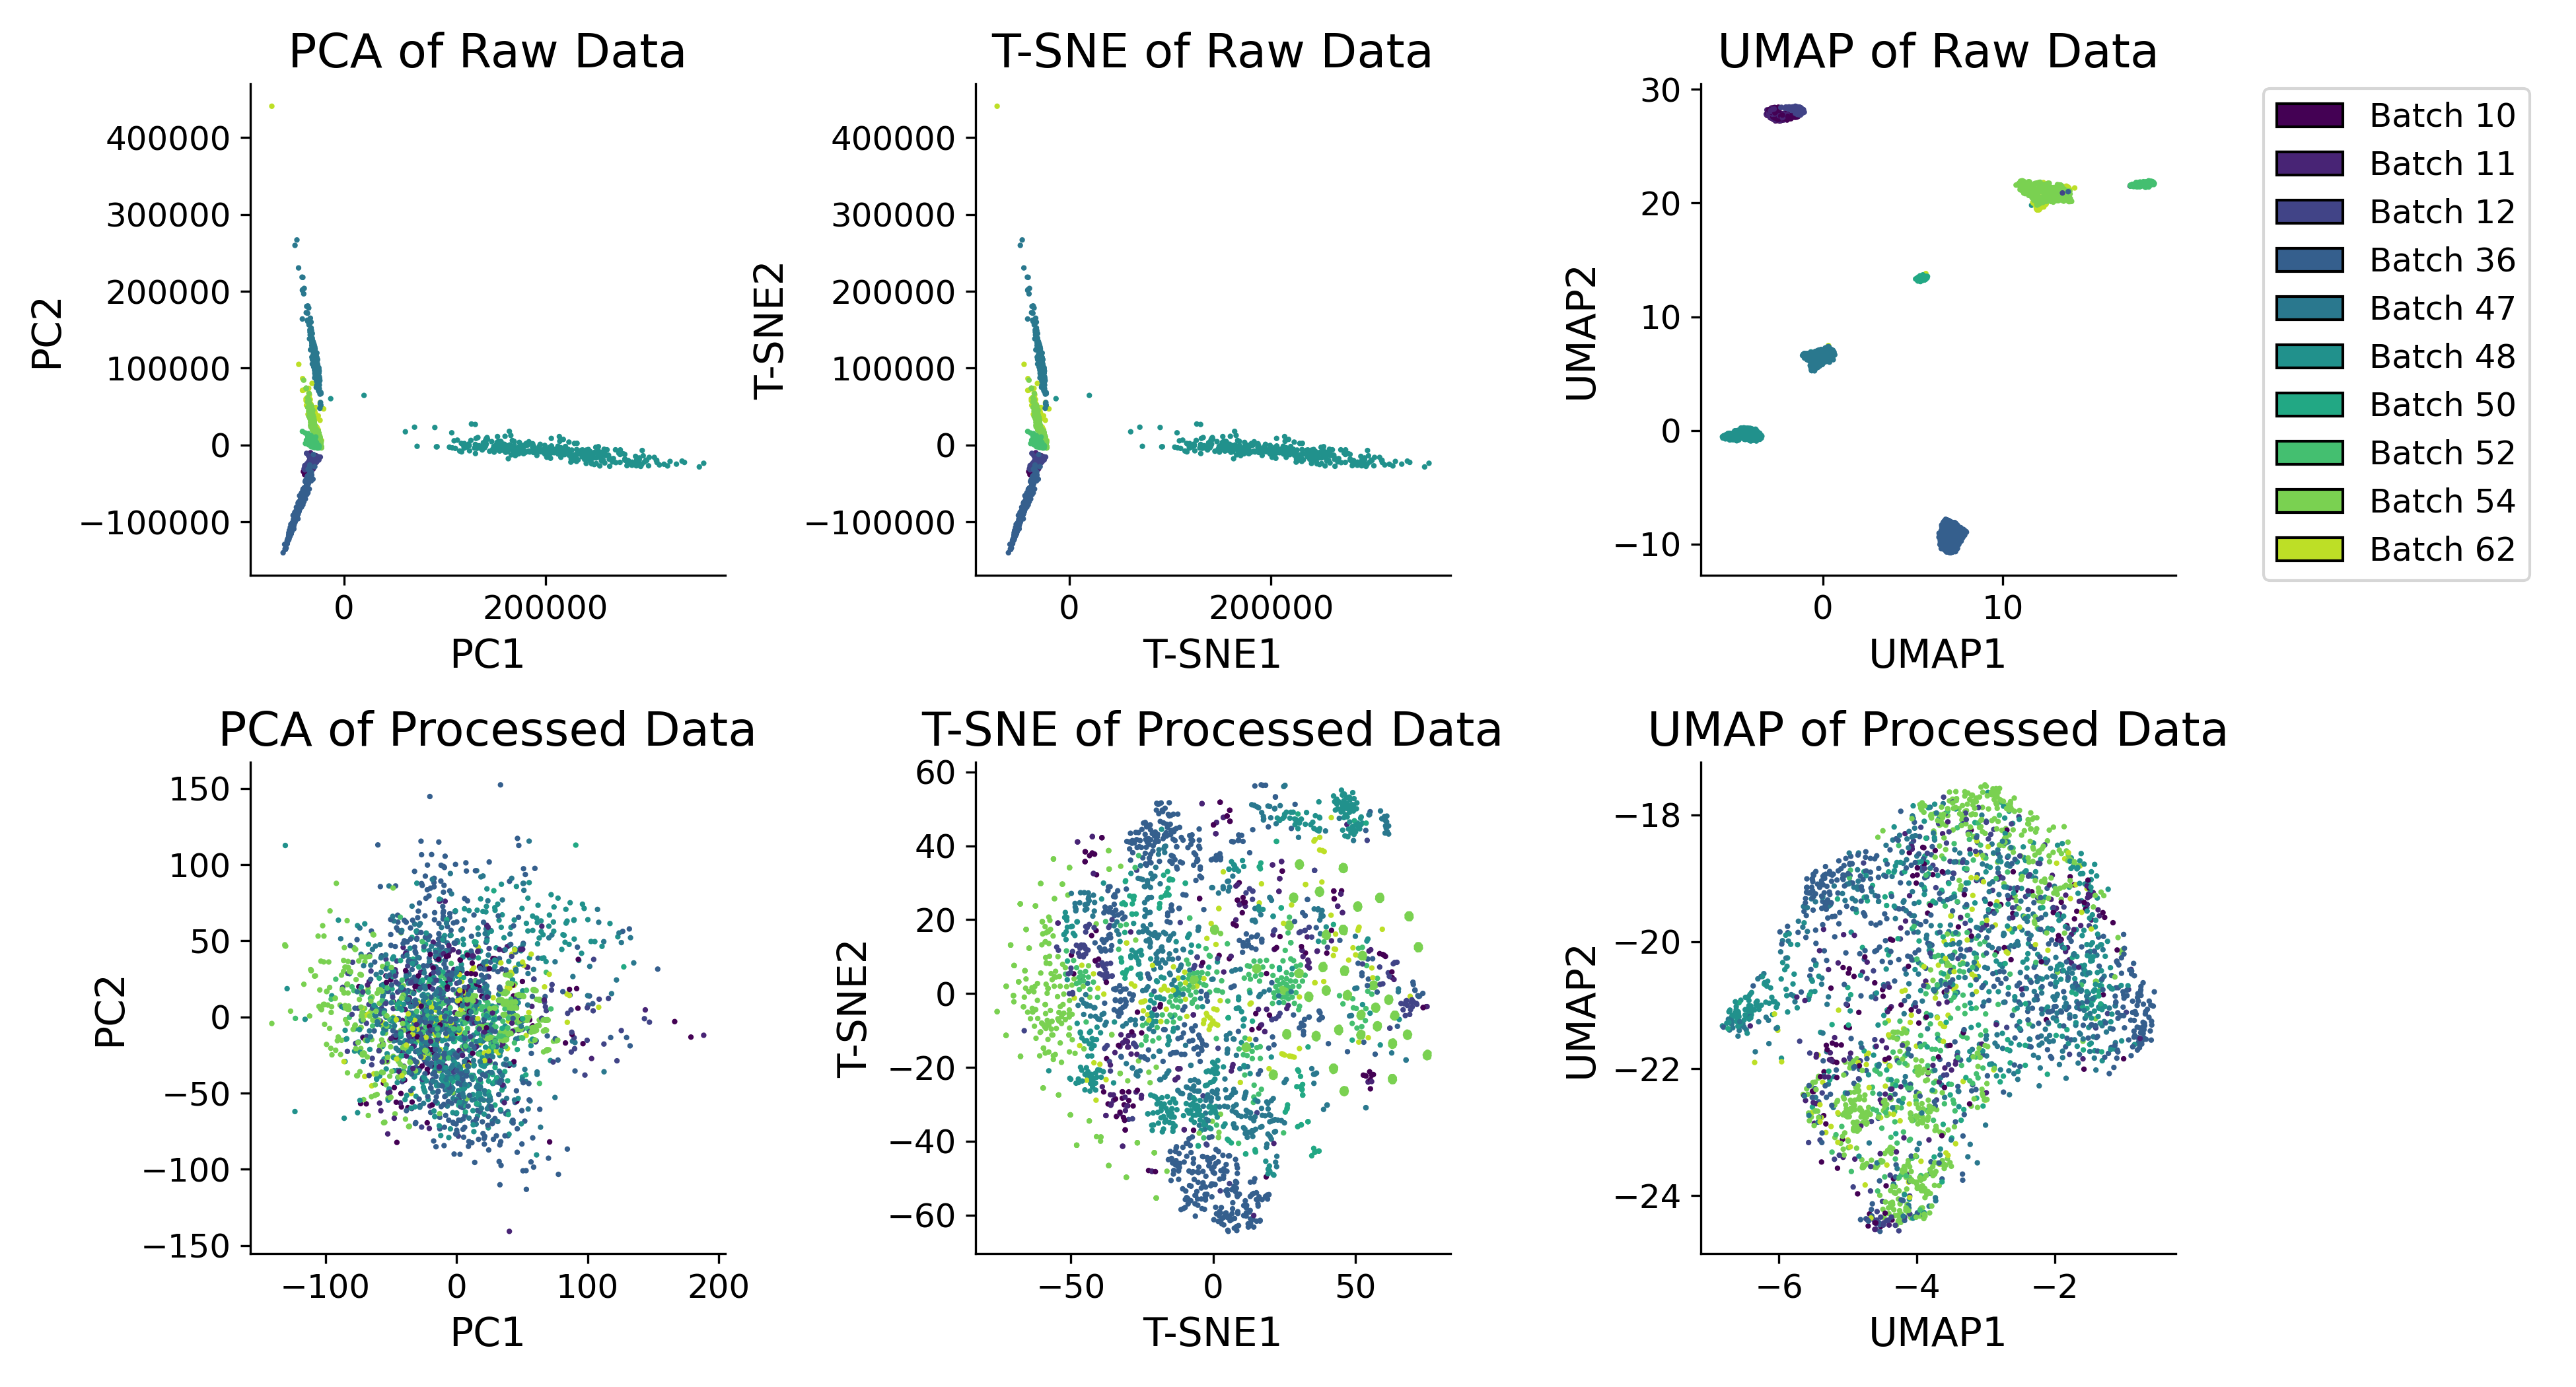 PCA of Raw Data
400000
300000
200000
100000
0
−100000
PC2
0 200000
PC1
T-SNE of Raw Data
400000
300000
200000
100000
0
−100000
T-SNE2
0 200000
T-SNE1
UMAP of Raw Data
30
20
10
0
−10
UMAP2
0 10
UMAP1
Batch 10
Batch 11
Batch 12
Batch 36
Batch 47
Batch 48
Batch 50
Batch 52
Batch 54
Batch 62
PCA of Processed Data
150
100
50
0
−50
−100
−150
PC2
−100 0 100 200
PC1
T-SNE of Processed Data
60
40
20
0
−20
−40
−60
T-SNE2
−50 0 50
T-SNE1
UMAP of Processed Data
−18
−20
−22
−24
UMAP2
−6 −4 −2
UMAP1